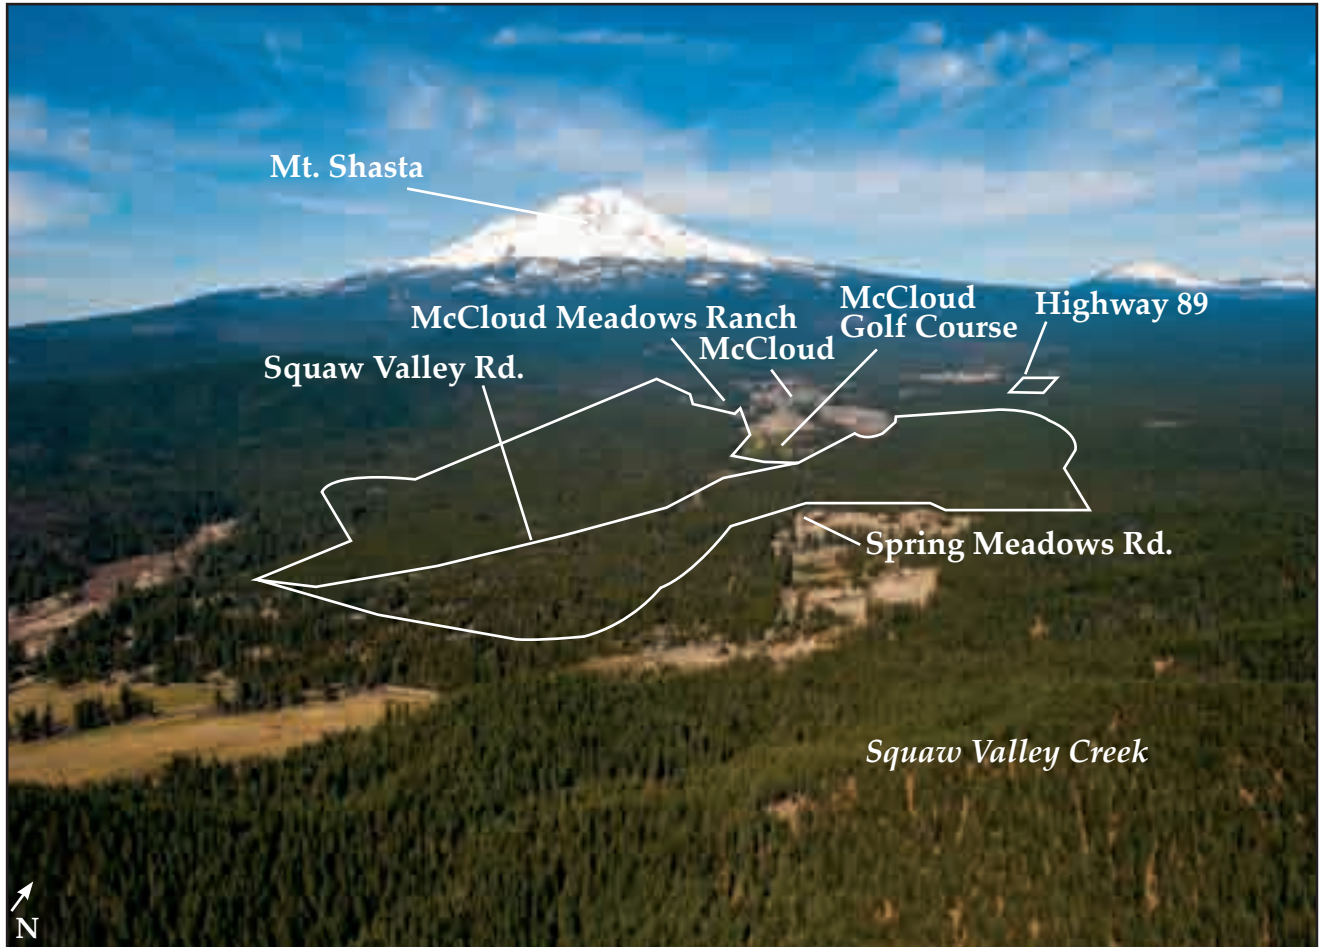 Mt. Shasta
McCloud
Golf Course
Highway 89
McCloud Meadows Ranch
McCloud
Squaw Valley Rd.
Spring Meadows Rd.
Squaw Valley Creek
N